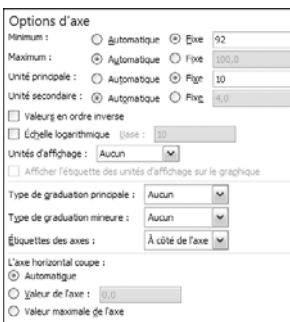 Options d'axe
Minimum : Automatique Fixe 92
Maximum : Automatique Fixe 100,0
Unité principale : Automatique Fixe 10
Unité secondaire : Automatique Fixe 4,0
Valeurs en ordre inverse
Échelle logarithmique Base : 10
Unités d'affichage : Aucun
Afficher l'étiquette des unités d'affichage sur le graphique
Type de graduation principale : Aucun
Type de graduation mineure : Aucun
Étiquettes des axes : À côté de l'axe
L'axe horizontal coupe :
Automatique
Valeur de l'axe : 0,0
Valeur maximale de l'axe